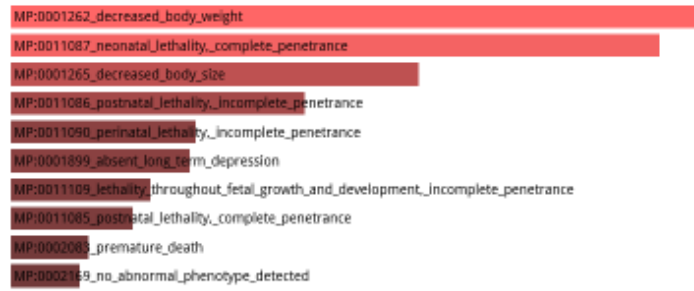 MP:0001262_decreased_body_weight
MP:0011087_neonatal_lethality,_complete_penetrance
MP:0001265_decreased_body_size
MP:0011086_postnatal_lethality,_incomplete_penetrance
MP:0011090_perinatal_lethality,_incomplete_penetrance
MP:0001899_absent_long_term_depression
MP:0011109_lethality_throughout_fetal_growth_and_development,_incomplete_penetrance
MP:0011085_postnatal_lethality,_complete_penetrance
MP:0002083_premature_death
MP:0002169_no_abnormal_phenotype_detected